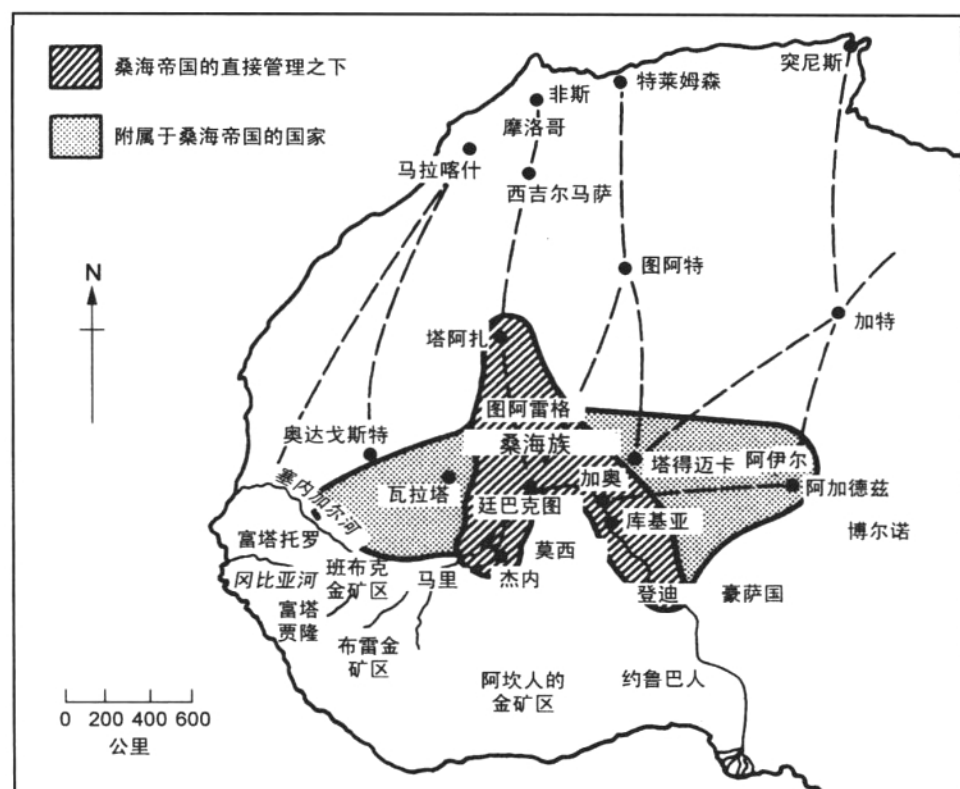 桑海帝国的直接管理之下
附属于桑海帝国的国家
突尼斯
特莱姆森
非斯
摩洛哥
马拉喀什
西吉尔马萨
图阿特
N
加特
塔阿扎
图阿雷格
奥达戈斯特
桑海族
塔得迈卡
阿伊尔
瓦拉塔
加奥
阿加德兹
塞内加尔河
廷巴克图
库基亚
博尔诺
富塔托罗
莫西
冈比亚河
班布克
金矿区
马里
杰内
登迪
豪萨国
富塔
贾隆
布雷金
矿区
阿坎人的
金矿区
约鲁巴人
0 200 400 600
公里